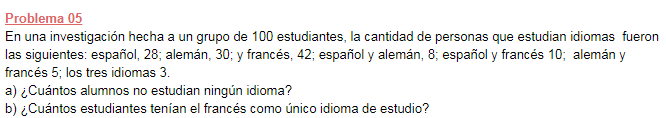 Problema 05
En una investigación hecha a un grupo de 100 estudiantes, la cantidad de personas que estudian idiomas fueron
las siguientes: español, 28; alemán, 30; y francés, 42; español y alemán, 8; español y francés 10; alemán y
francés 5; los tres idiomas 3.
a) ¿Cuántos alumnos no estudian ningún idioma?
b) ¿Cuántos estudiantes tenían el francés como único idioma de estudio?